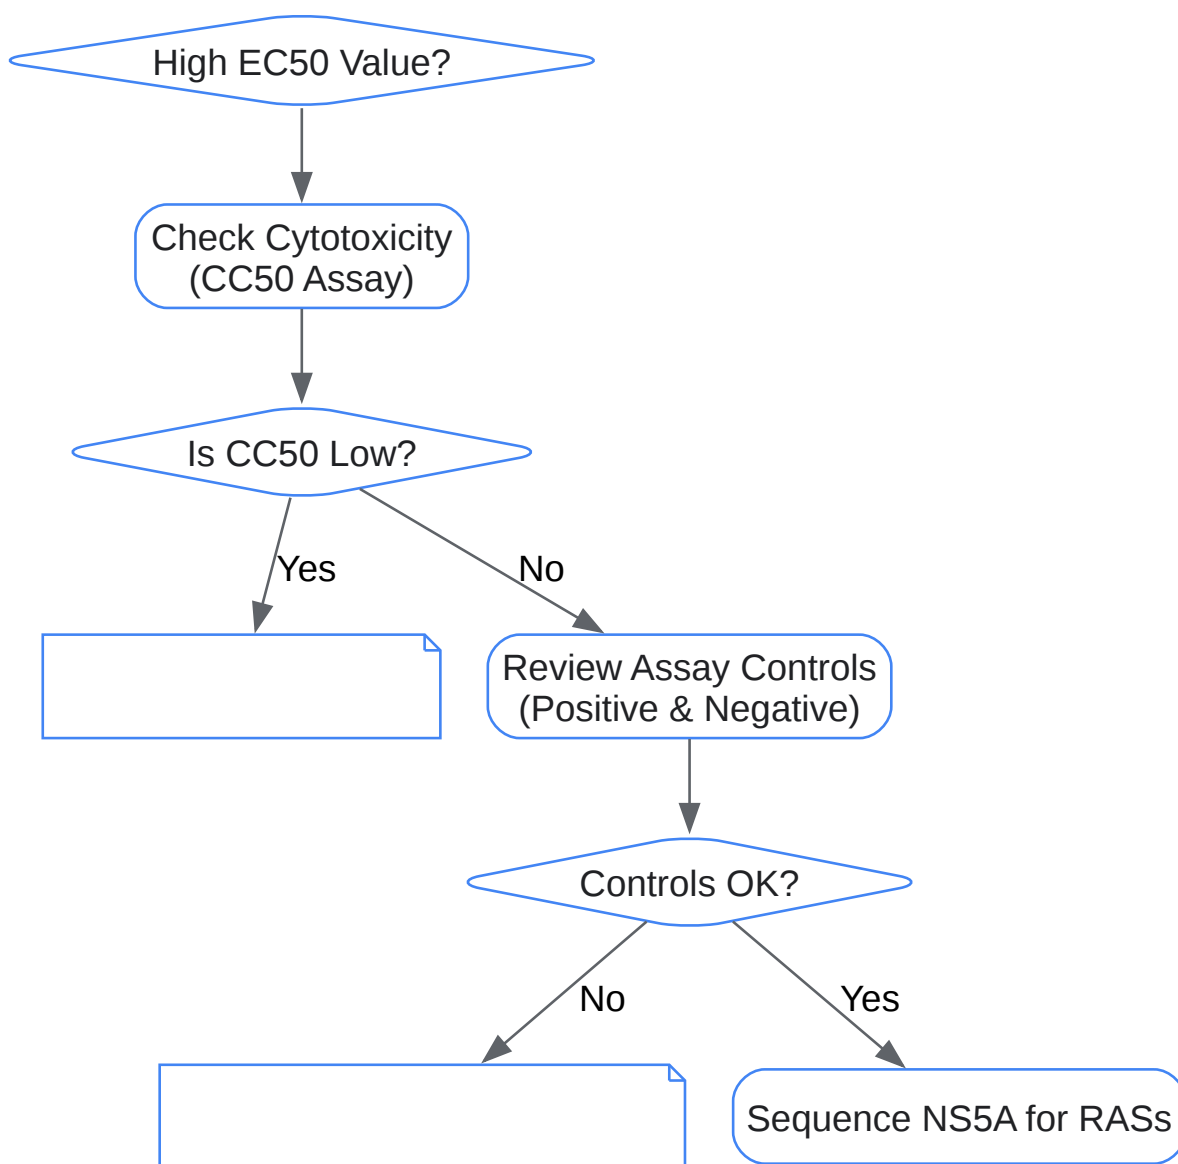 High EC50 Value?
Check Cytotoxicity
(CC50 Assay)
Is CC50 Low?
Yes
No
Review Assay Controls
(Positive & Negative)
Controls OK?
No
Yes
Sequence NS5A for RASs